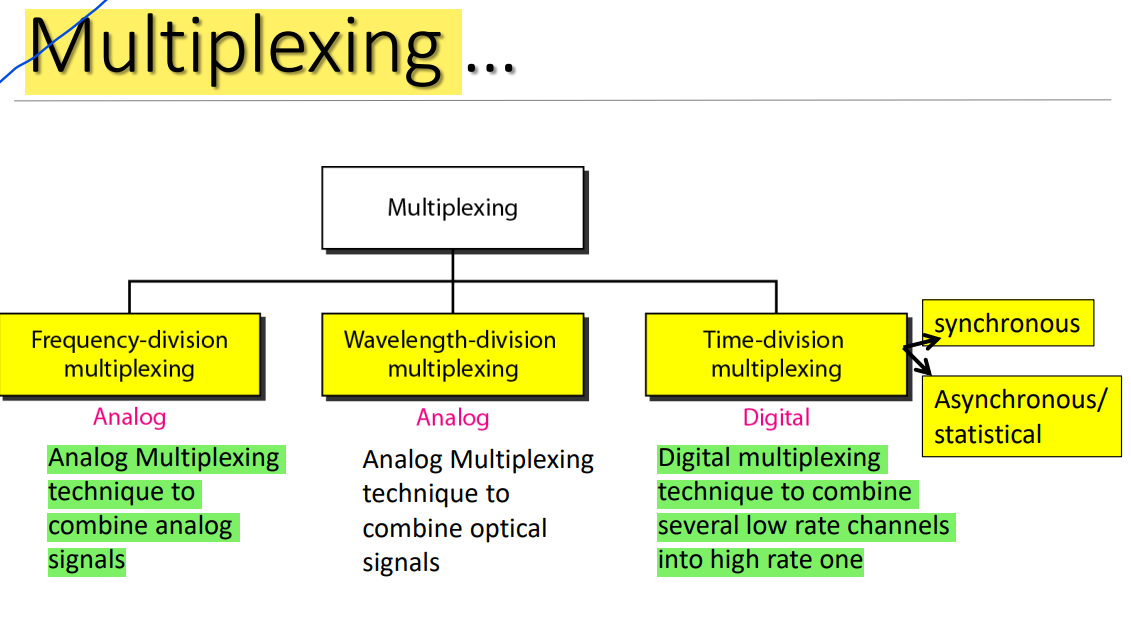 Multiplexing ...
Multiplexing
Frequency-division
multiplexing
Analog
Analog Multiplexing
technique to
combine analog
signals
Wavelength-division
multiplexing
Analog
Analog Multiplexing
technique to
combine optical
signals
Time-division
multiplexing
Digital
Digital multiplexing
technique to combine
several low rate channels
into high rate one
synchronous
Asynchronous/
statistical